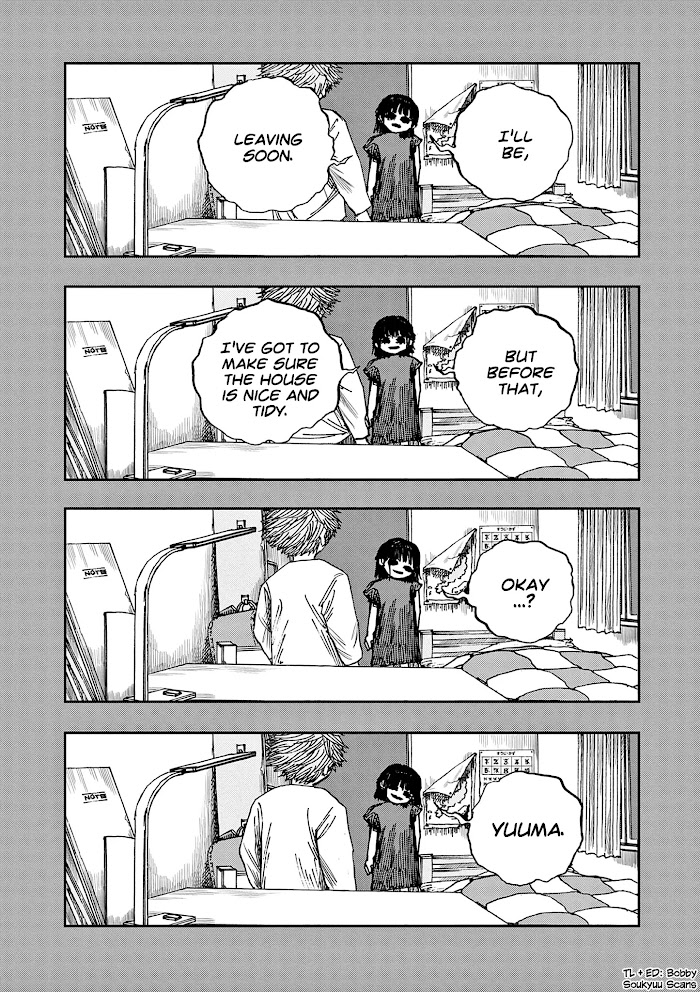 I'LL
BE,
LEAVING
SOON.
NOTE
BUT
BEFORE
THAT,
I'VE GOT TO
MAKE SURE
THE HOUSE
IS NICE AND
TIDY.
NOTE
OKAY
...?
NOTE
YUUMA.
NOTE
TL + ED: Bobby
Soukyuu Scans